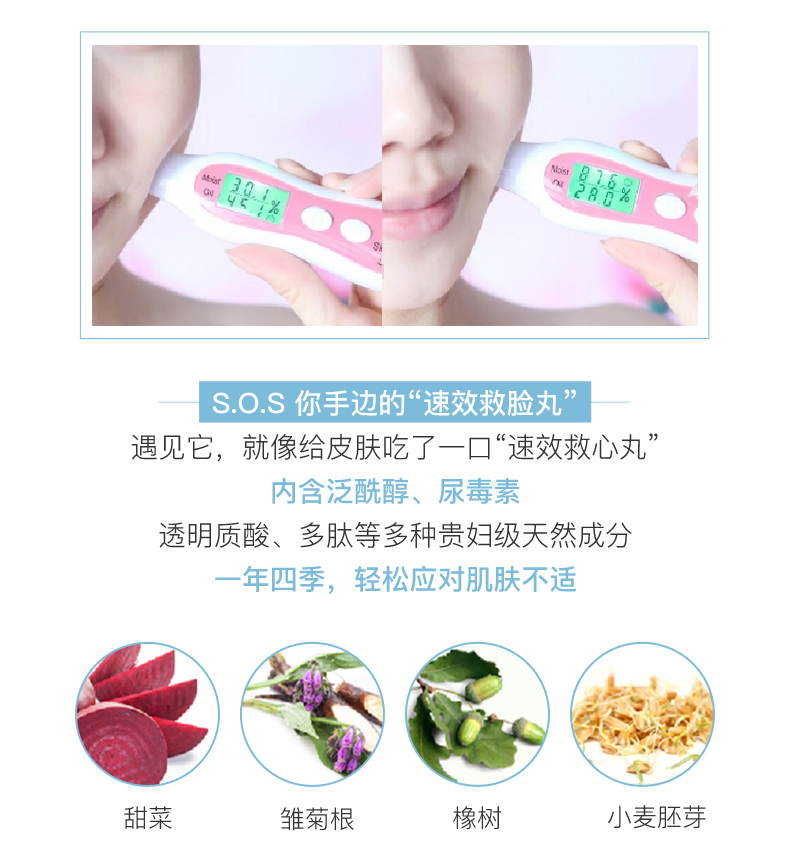 Moist
Oil
30.1
%
Moist
Oil
87.6
%
28.0
S.O.S 你手边的“速效救脸丸”
遇见它，就像给皮肤吃了一口“速效救心丸”
内含泛酰醇、尿毒素
透明质酸、多肽等多种贵妇级天然成分
一年四季，轻松应对肌肤不适
甜菜
雏菊根
橡树
小麦胚芽